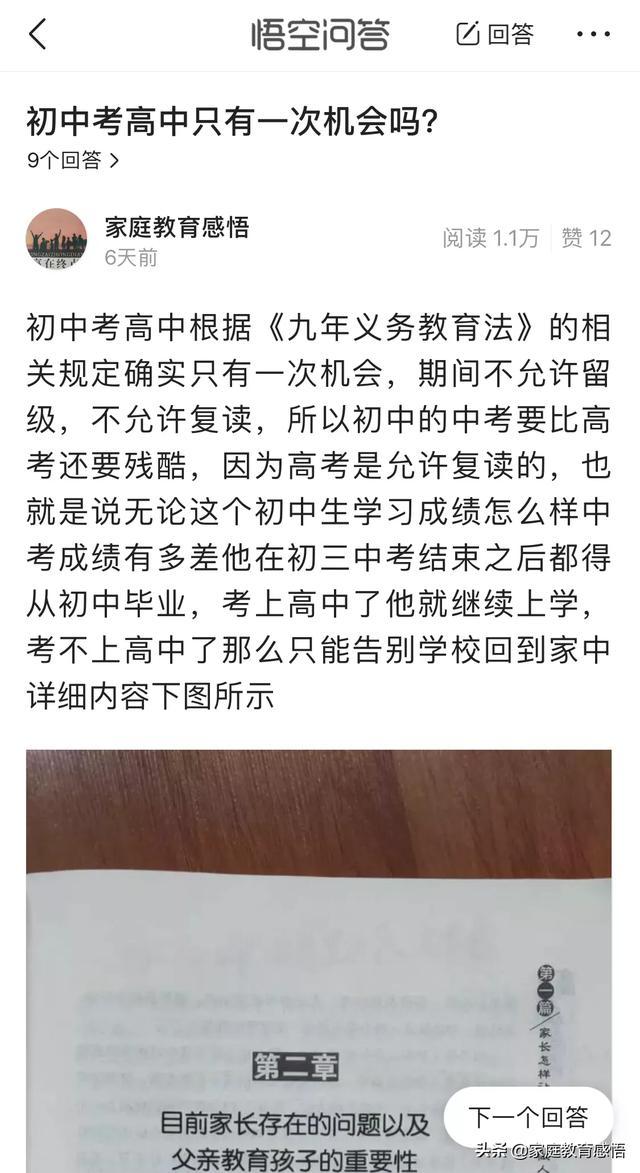 悟空问答
回答
初中考高中只有一次机会吗？
9个回答
家庭教育感悟
6天前
阅读 1.1万
赞 12
初中考高中根据《九年义务教育法》的相
关规定确实只有一次机会，期间不允许留
级，不允许复读，所以初中的中考要比高
考还要残酷，因为高考是允许复读的，也
就是说无论这个初中生学习成绩怎么样中
考成绩有多差他在初三中考结束之后都得
从初中毕业，考上高中了他就继续上学，
考不上高中了那么只能告别学校回到家中
详细内容下图所示
第一篇
家长怎样
第二章
目前家长存在的问题以及
父亲教育孩子的重要性
下一个回答
头条 @家庭教育感悟